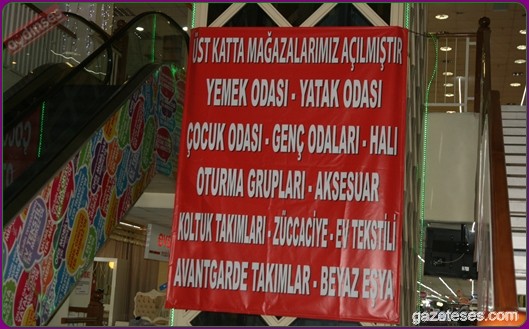 ÜST KATTA MAĞAZALARIMIZ AÇILMIŞTIR
YEMEK ODASI - YATAK ODASI
ÇOCUK ODASI - GENÇ ODALARI - HALI
OTURMA GRUPLARI - AKSESUAR
KOLTUK TAKIMLARI - ZÜCCACİYE - EV TEKSTİLİ
AVANTGARDE TAKIMLAR - BEYAZ EŞYA
gazeteses.com